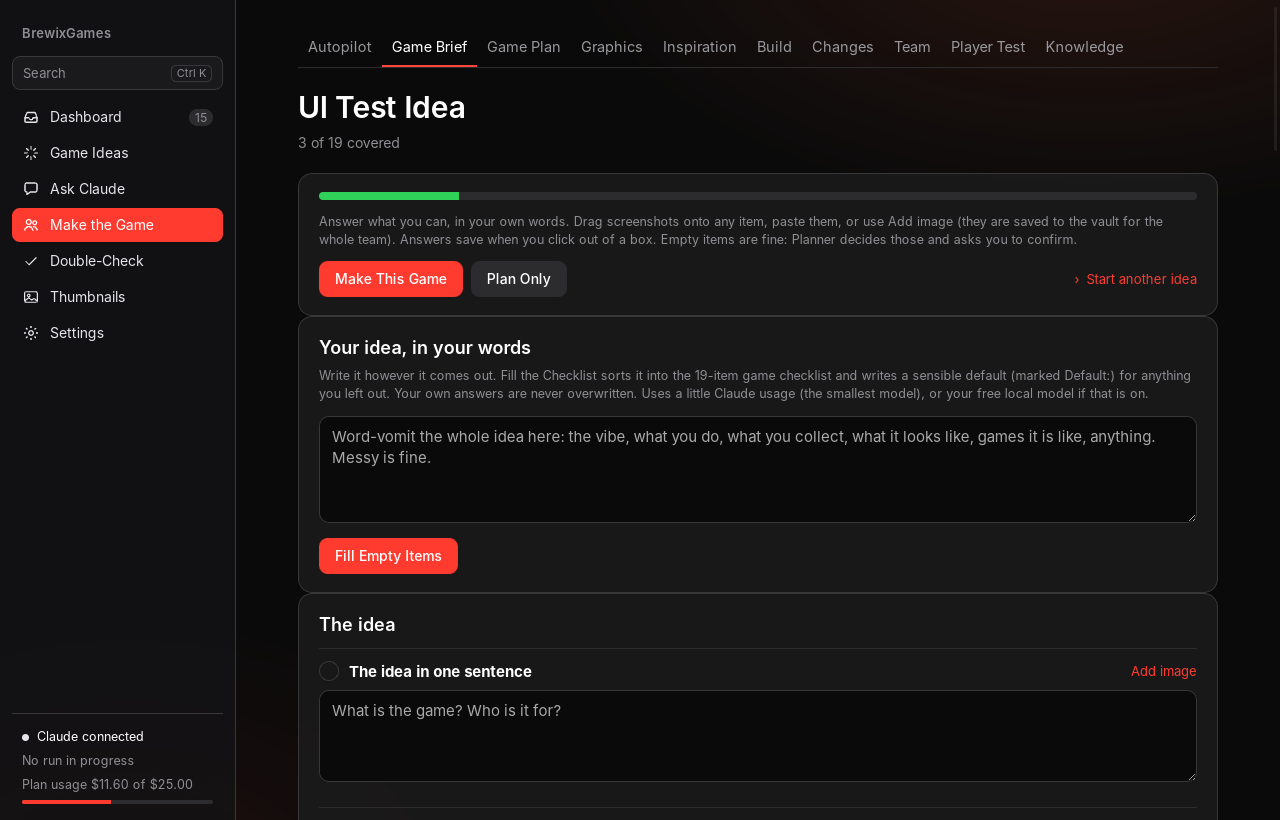 BrewixGames
Search
Ctrl K
Dashboard
15
Game Ideas
Ask Claude
Make the Game
Double-Check
Thumbnails
Settings
Claude connected
No run in progress
Plan usage $11.60 of $25.00
Autopilot
Game Brief
Game Plan
Graphics
Inspiration
Build
Changes
Team
Player Test
Knowledge
UI Test Idea
3 of 19 covered
Answer what you can, in your own words. Drag screenshots onto any item, paste them, or use Add image (they are saved to the vault for the
whole team). Answers save when you click out of a box. Empty items are fine: Planner decides those and asks you to confirm.
Make This Game
Plan Only
› Start another idea
Your idea, in your words
Write it however it comes out. Fill the Checklist sorts it into the 19-item game checklist and writes a sensible default (marked Default:) for anything
you left out. Your own answers are never overwritten. Uses a little Claude usage (the smallest model), or your free local model if that is on.
Word-vomit the whole idea here: the vibe, what you do, what you collect, what it looks like, games it is like, anything.
Messy is fine.
Fill Empty Items
The idea
The idea in one sentence
Add image
What is the game? Who is it for?